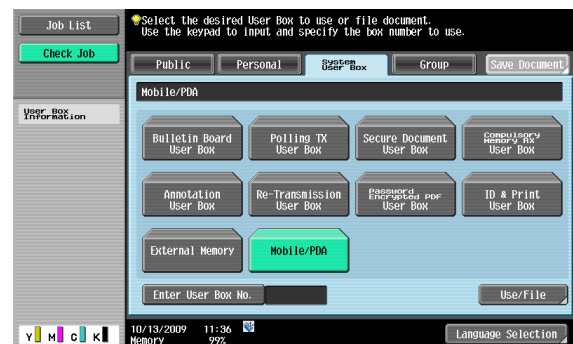 Job List
Select the desired User Box to use or file document.
Use the keypad to input and specify the box number to use.
Check Job
Public
Personal
System
User Box
Group
Save Document
Mobile/PDA
User Box
Information
Bulletin Board
User Box
Polling TX
User Box
Secure Document
User Box
Compulsory
Memory RX
User Box
Annotation
User Box
Re-Transmission
User Box
Password
Encrypted PDF
User Box
ID & Print
User Box
External Memory
Mobile/PDA
Enter User Box No.
Use/File
Y M C K
10/13/2009 11:36
Memory 99%
Language Selection